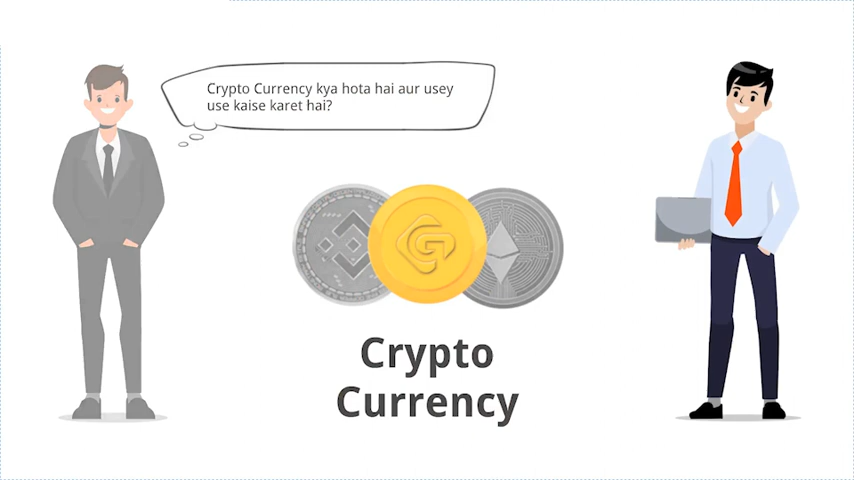 Crypto Currency kya hota hai aur usey
use kaise karet hai?
Crypto
Currency